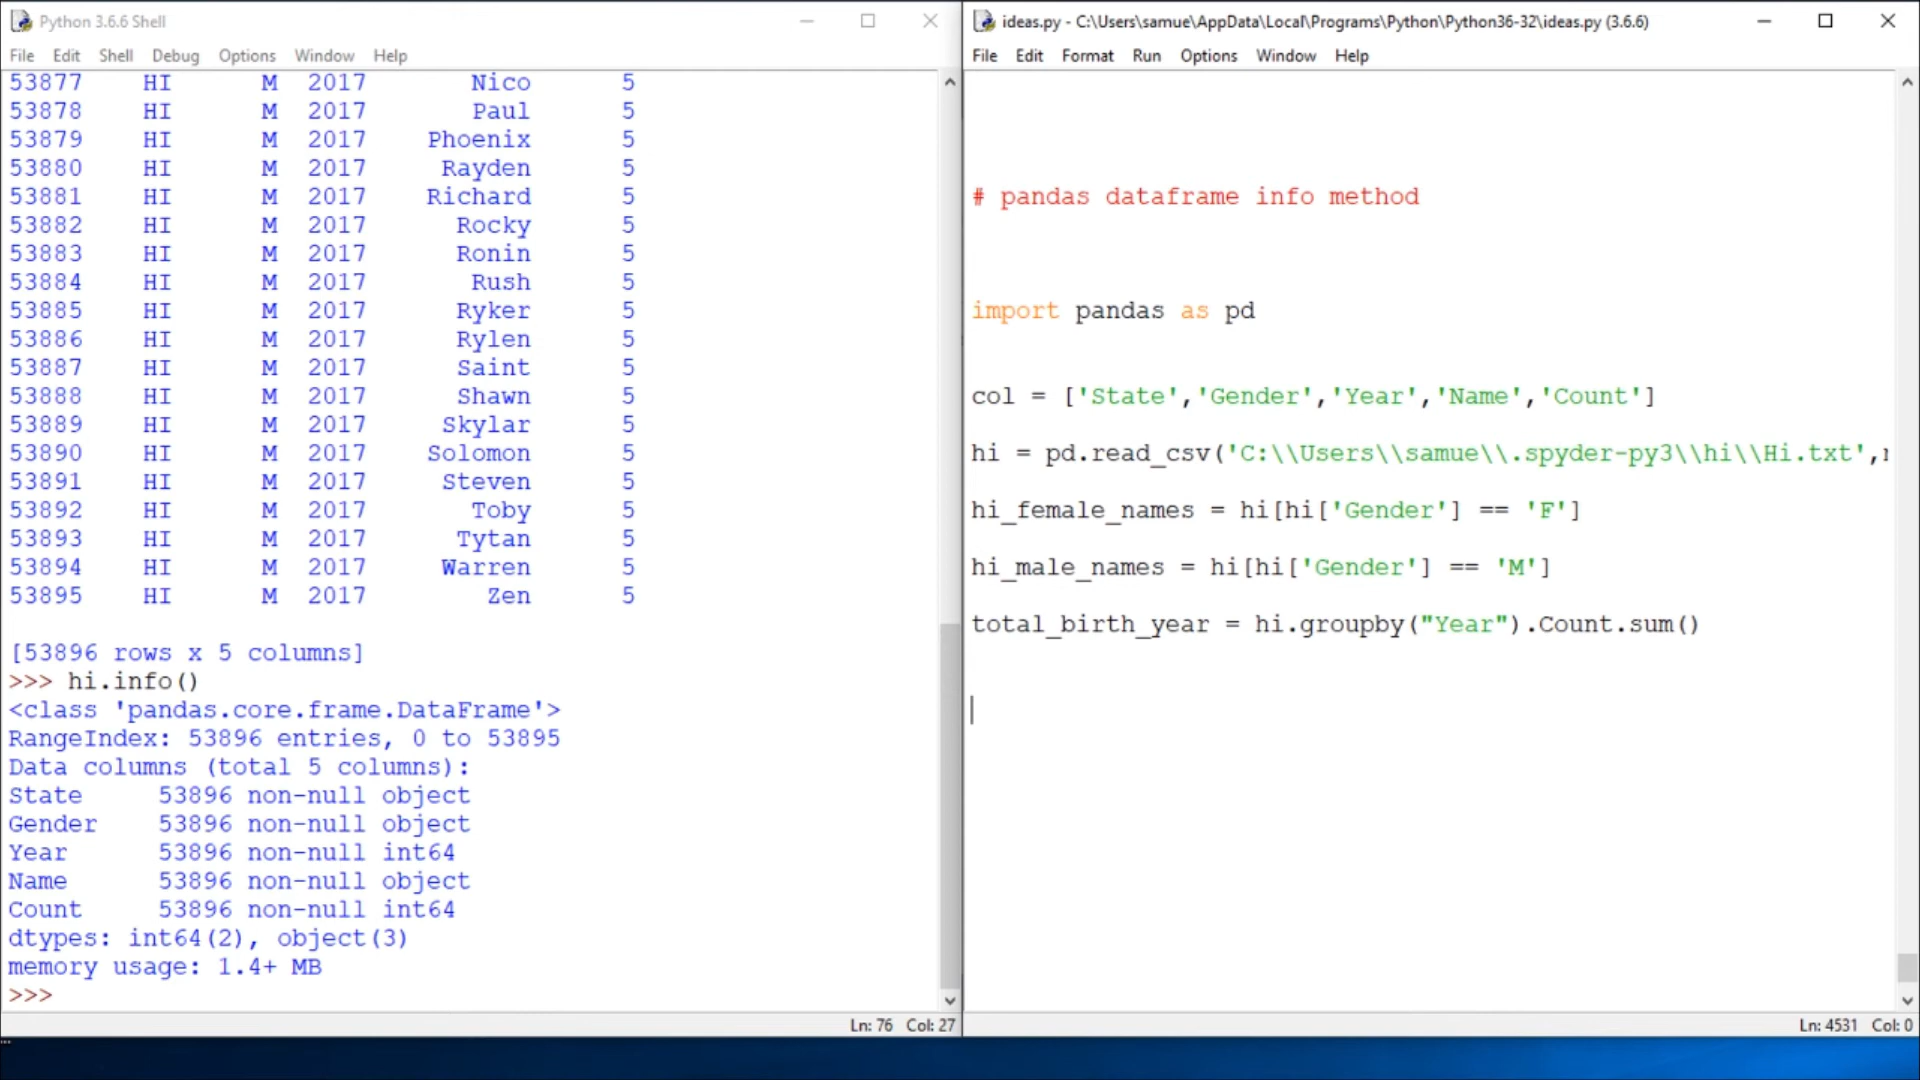 Python 3.6.6 Shell
File Edit Shell Debug Options Window Help
53877 HI M 2017 Nico 5
53878 HI M 2017 Paul 5
53879 HI M 2017 Phoenix 5
53880 HI M 2017 Rayden 5
53881 HI M 2017 Richard 5
53882 HI M 2017 Rocky 5
53883 HI M 2017 Ronin 5
53884 HI M 2017 Rush 5
53885 HI M 2017 Ryker 5
53886 HI M 2017 Rylen 5
53887 HI M 2017 Saint 5
53888 HI M 2017 Shawn 5
53889 HI M 2017 Skylar 5
53890 HI M 2017 Solomon 5
53891 HI M 2017 Steven 5
53892 HI M 2017 Toby 5
53893 HI M 2017 Tytan 5
53894 HI M 2017 Warren 5
53895 HI M 2017 Zen 5
[53896 rows x 5 columns]
>>> hi.info()
<class 'pandas.core.frame.DataFrame'>
RangeIndex: 53896 entries, 0 to 53895
Data columns (total 5 columns):
State 53896 non-null object
Gender 53896 non-null object
Year 53896 non-null int64
Name 53896 non-null object
Count 53896 non-null int64
dtypes: int64(2), object(3)
memory usage: 1.4+ MB
>>>
Ln: 76 Col: 27
ideas.py - C:\Users\samue\AppData\Local\Programs\Python\Python36-32\ideas.py (3.6.6)
File Edit Format Run Options Window Help
# pandas dataframe info method
import pandas as pd
col = ['State','Gender','Year','Name','Count']
hi = pd.read_csv('C:\\Users\\samue\\.spyder-py3\\hi\\Hi.txt',
hi_female_names = hi[hi['Gender'] == 'F']
hi_male_names = hi[hi['Gender'] == 'M']
total_birth_year = hi.groupby("Year").Count.sum()
Ln: 4531 Col: 0